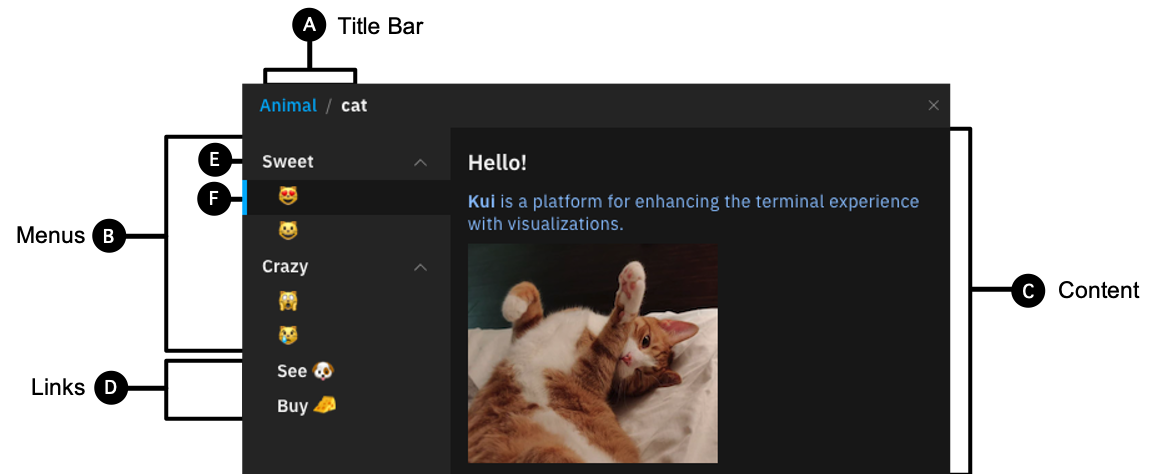 A Title Bar
Animal / cat ×
E Sweet
F 😻
😺
Menus B
Crazy
🙀
😿
Links D
See 🐶
Buy 🧀
Hello!
Kui is a platform for enhancing the terminal experience
with visualizations.
C Content